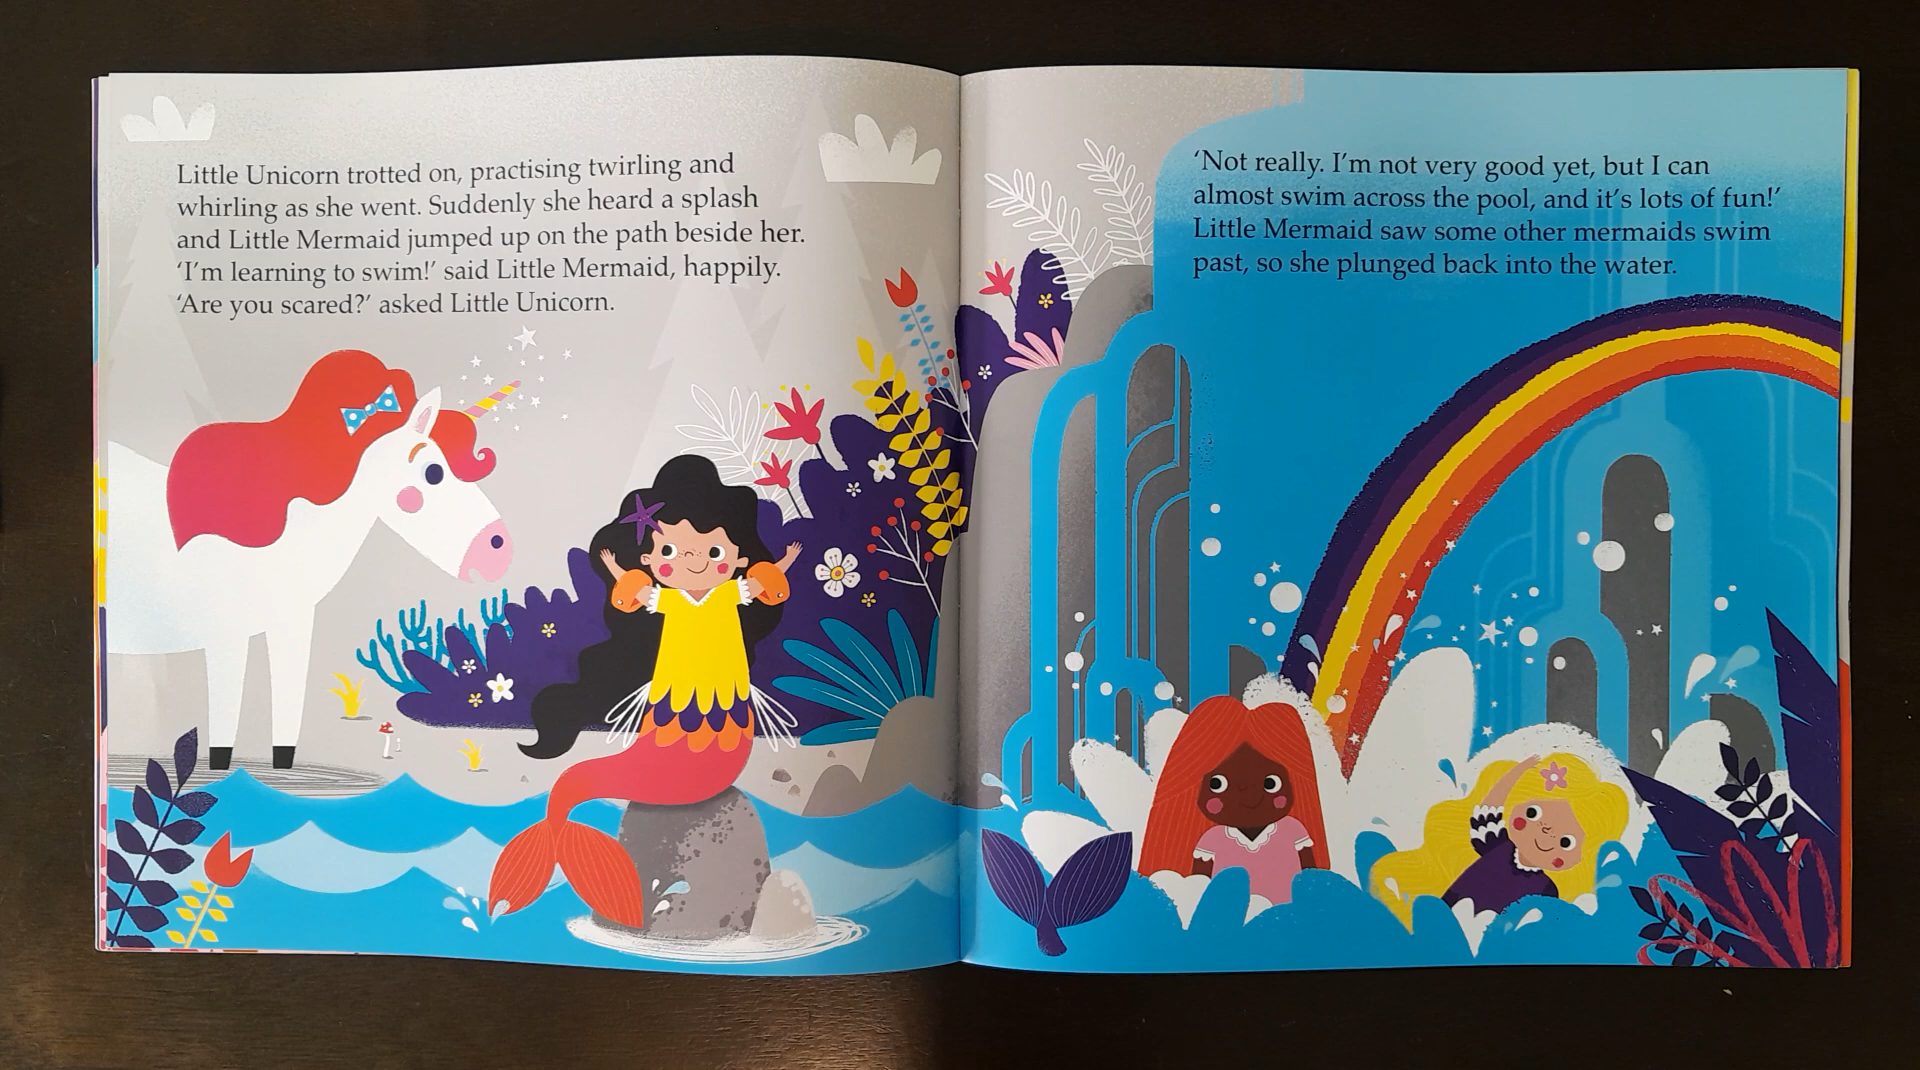 Little Unicorn trotted on, practising twirling and
whirling as she went. Suddenly she heard a splash
and Little Mermaid jumped up on the path beside her.
‘I’m learning to swim!’ said Little Mermaid, happily.
‘Are you scared?’ asked Little Unicorn.
‘Not really. I’m not very good yet, but I can
almost swim across the pool, and it’s lots of fun!’
Little Mermaid saw some other mermaids swim
past, so she plunged back into the water.